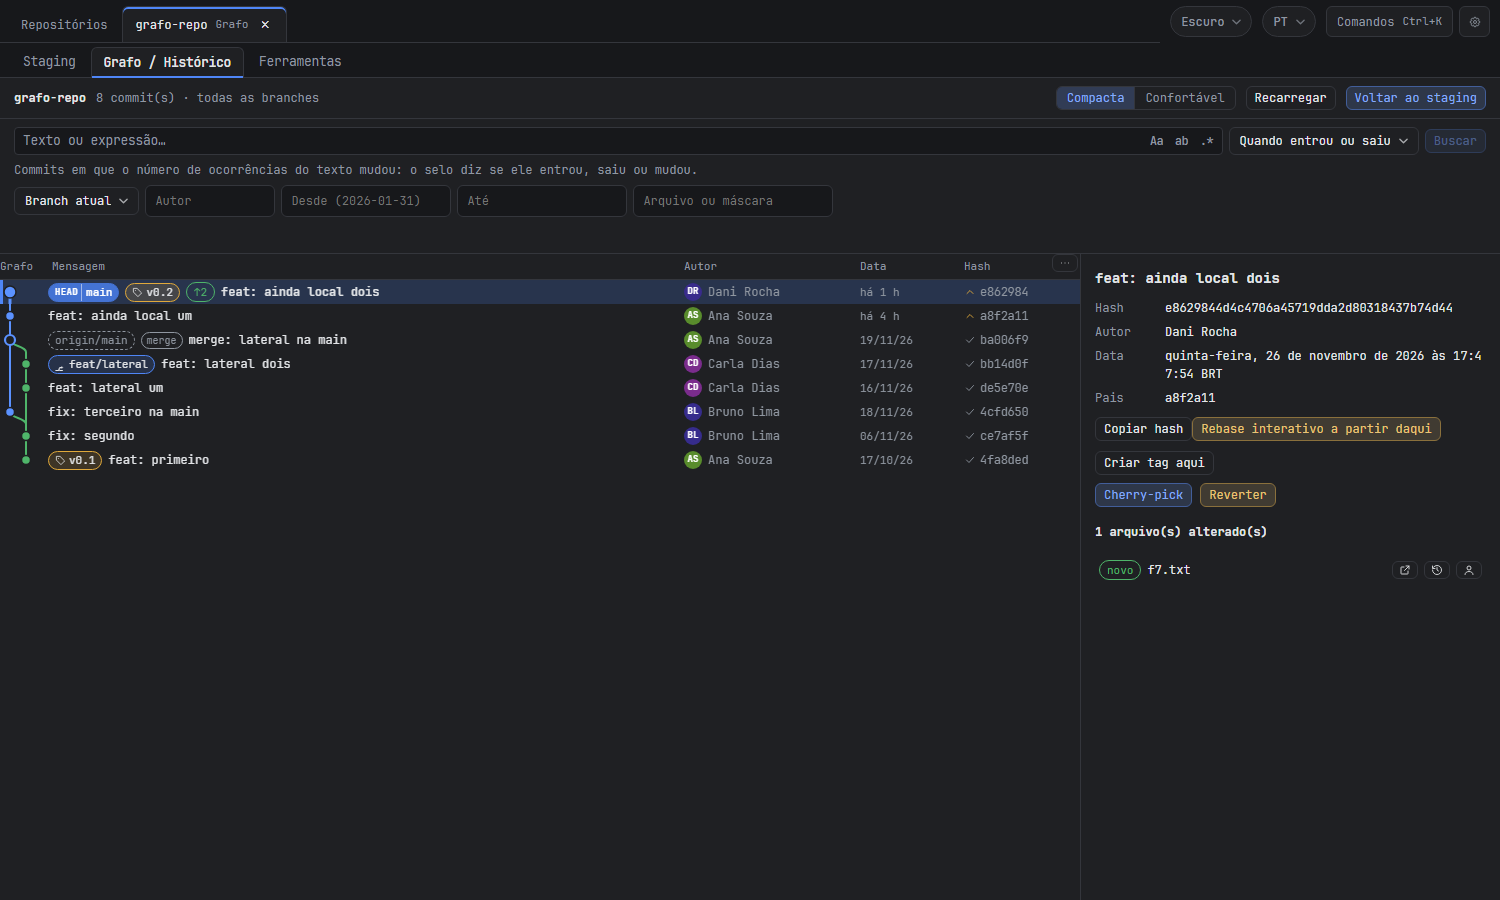 Repositórios
grafo-repo Grafo ×
Escuro
PT
Comandos Ctrl+K
Staging
Grafo / Histórico
Ferramentas
grafo-repo 8 commit(s) · todas as branches
Compacta
Confortável
Recarregar
Voltar ao staging
Texto ou expressão…
Aa ab .*
Quando entrou ou saiu
Buscar
Commits em que o número de ocorrências do texto mudou: o selo diz se ele entrou, saiu ou mudou.
Branch atual
Autor
Desde (2026-01-31)
Até
Arquivo ou máscara
Grafo Mensagem Autor Data Hash ...
HEAD main v0.2 ↑2 feat: ainda local dois DR Dani Rocha há 1 h e862984
feat: ainda local um AS Ana Souza há 4 h a8f2a11
origin/main merge merge: lateral na main AS Ana Souza 19/11/26 ba006f9
feat/lateral feat: lateral dois CD Carla Dias 17/11/26 bb14d0f
feat: lateral um CD Carla Dias 16/11/26 de5e70e
fix: terceiro na main BL Bruno Lima 18/11/26 4cfd650
fix: segundo BL Bruno Lima 06/11/26 ce7af5f
v0.1 feat: primeiro AS Ana Souza 17/10/26 4fa8ded
feat: ainda local dois
Hash e8629844d4c4706a45719dda2d80318437b74d44
Autor Dani Rocha
Data quinta-feira, 26 de novembro de 2026 às 17:4
7:54 BRT
Pais a8f2a11
Copiar hash
Rebase interativo a partir daqui
Criar tag aqui
Cherry-pick
Reverter
1 arquivo(s) alterado(s)
novo f7.txt